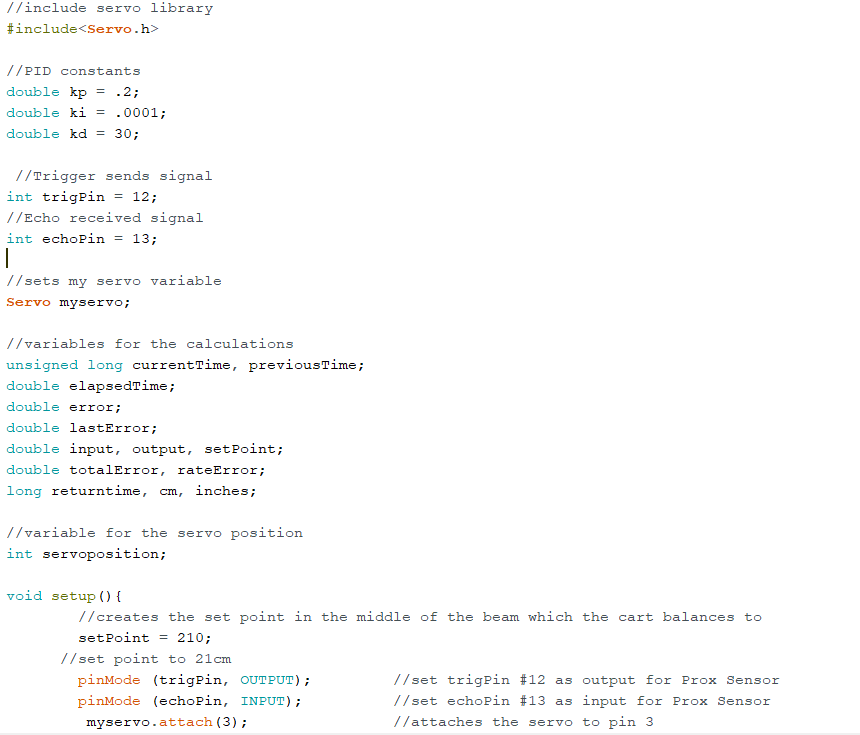 //include servo library
#include<Servo.h>
//PID constants
double kp = .2;
double ki = .0001;
double kd = 30;
//Trigger sends signal
int trigPin = 12;
//Echo received signal
int echoPin = 13;
//sets my servo variable
Servo myservo;
//variables for the calculations
unsigned long currentTime, previousTime;
double elapsedTime;
double error;
double lastError;
double input, output, setPoint;
double totalError, rateError;
long returntime, cm, inches;
//variable for the servo position
int servoposition;
void setup(){
//creates the set point in the middle of the beam which the cart balances to
setPoint = 210;
//set point to 21cm
pinMode (trigPin, OUTPUT); //set trigPin #12 as output for Prox Sensor
pinMode (echoPin, INPUT); //set echoPin #13 as input for Prox Sensor
myservo.attach(3); //attaches the servo to pin 3